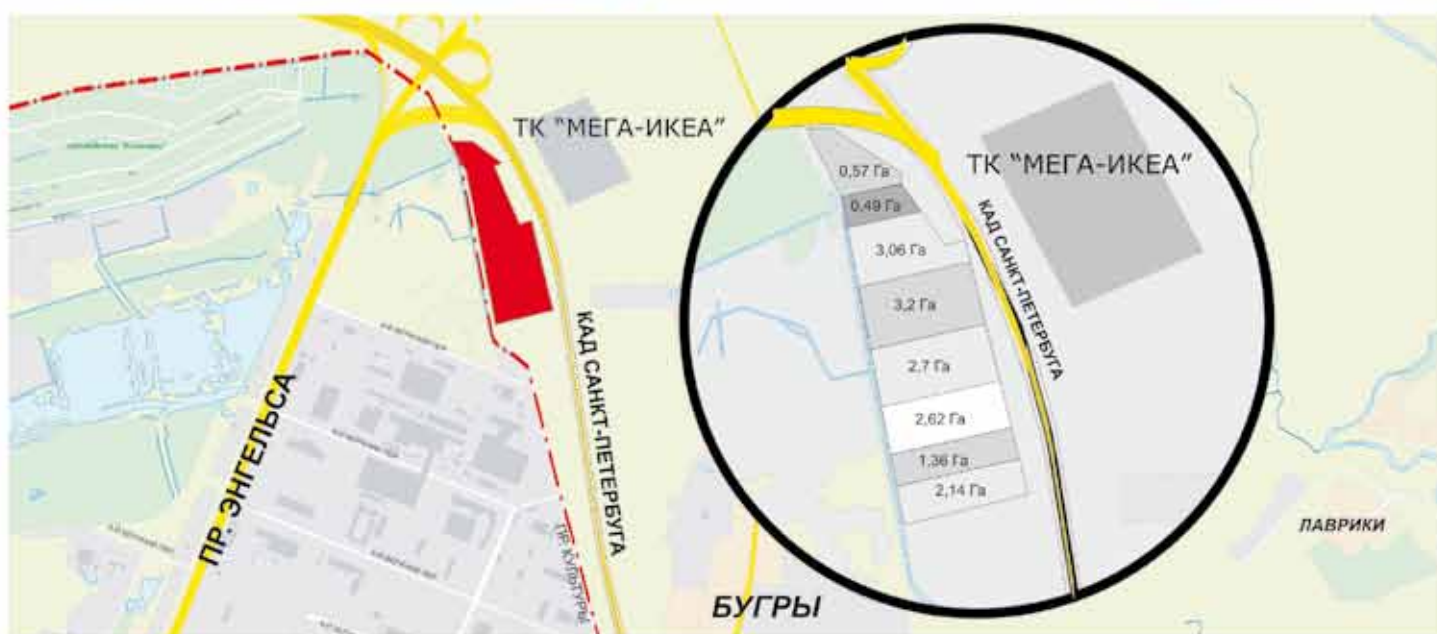 ТК "МЕГА-ИКЕА"
ПР. ЭНГЕЛЬСА
КАД САНКТ-ПЕТЕРБУГА
ПР. КУЛЬТУРЫ
БУГРЫ
ТК "МЕГА-ИКЕА"
КАД САНКТ-ПЕТЕРБУГА
0,57 Га
0,49 Га
3,06 Га
3,2 Га
2,7 Га
2,62 Га
1,36 Га
2,14 Га
ЛАВРИКИ